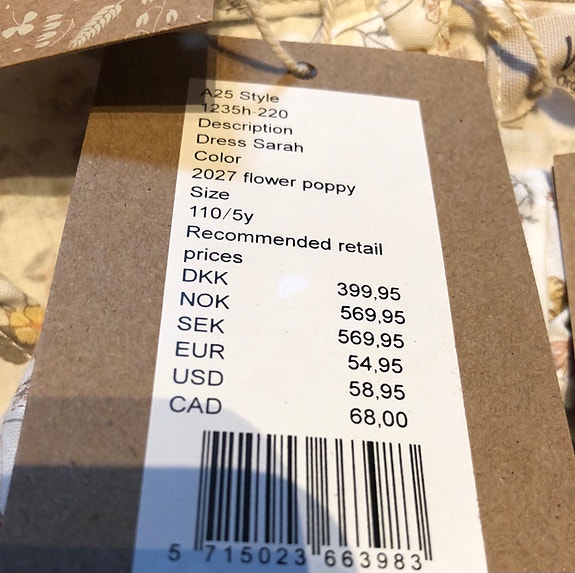 A25 Style
1235h-220
Description
Dress Sarah
Color
2027 flower poppy
Size
110/5y
Recommended retail
prices
DKK 399,95
NOK 569,95
SEK 569,95
EUR 54,95
USD 58,95
CAD 68,00
5 715023 663983